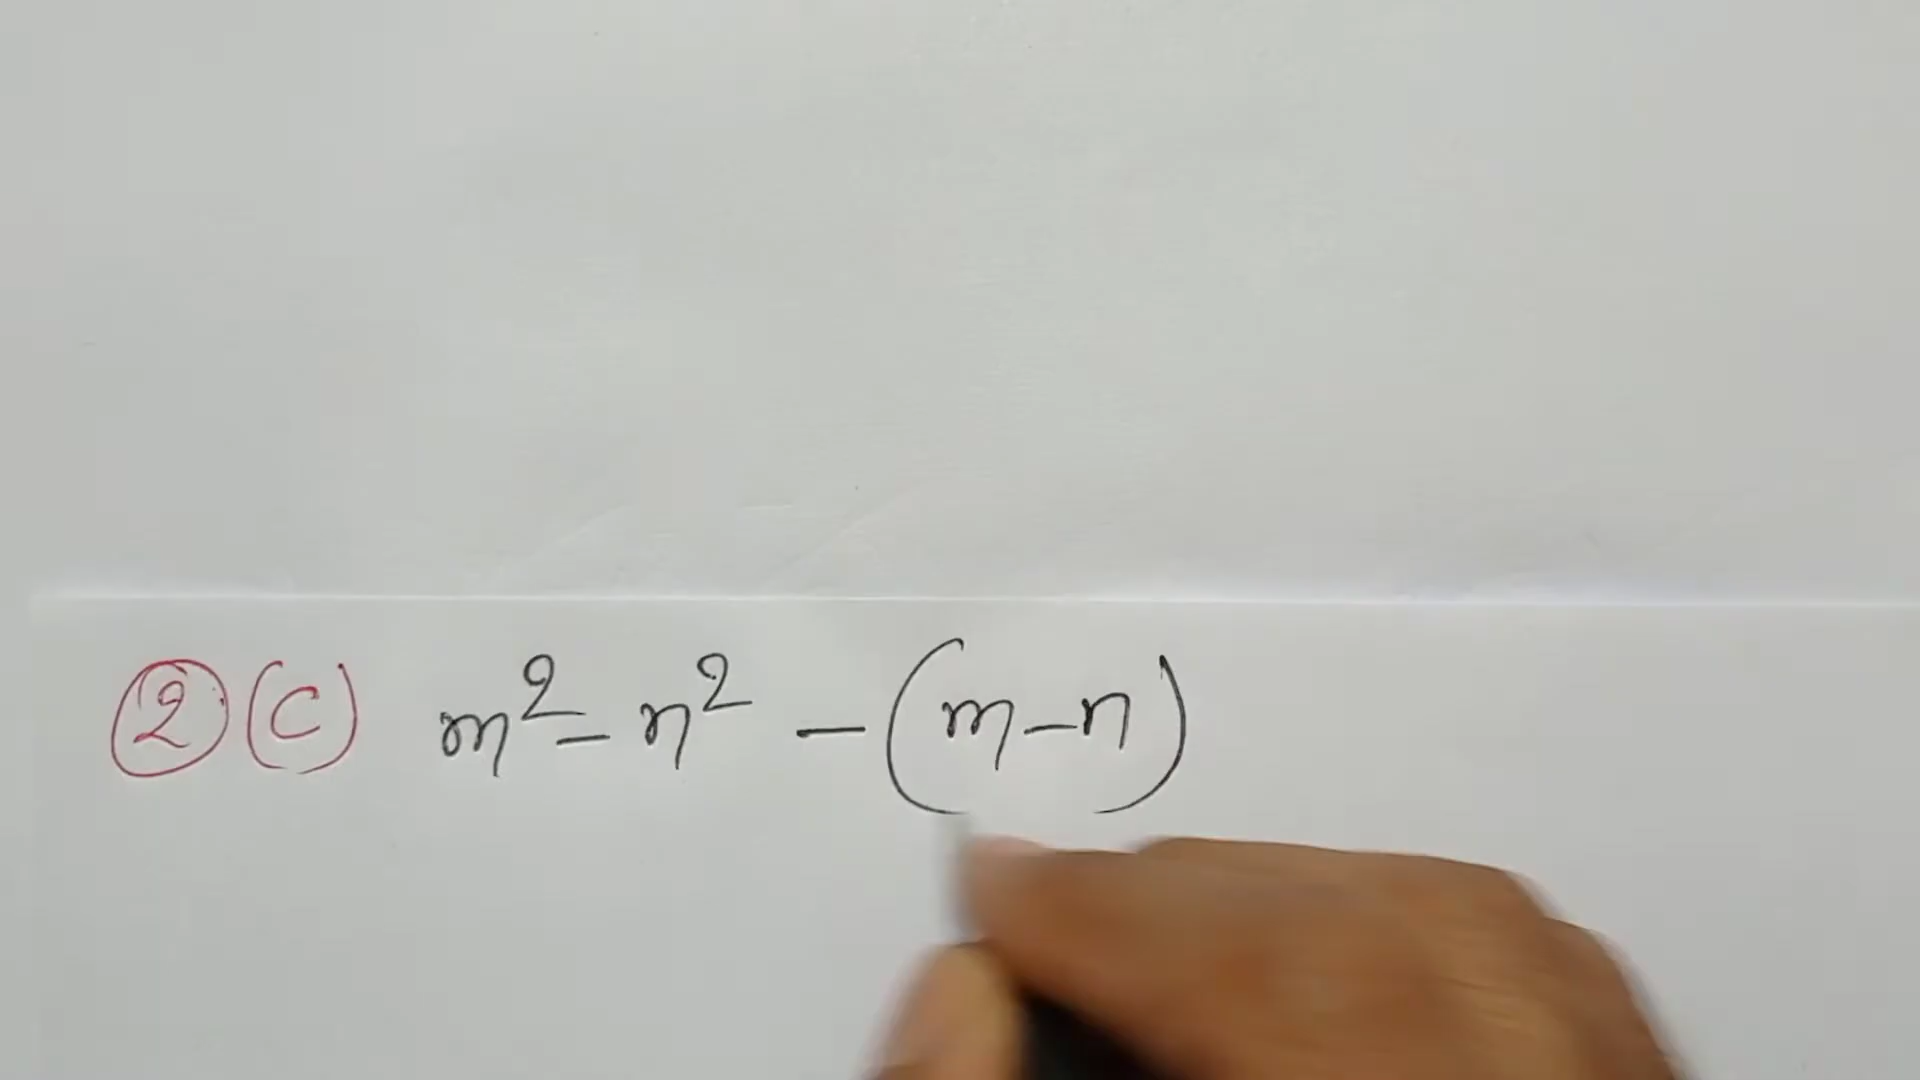 ② (c) m² - n² - (m - n)